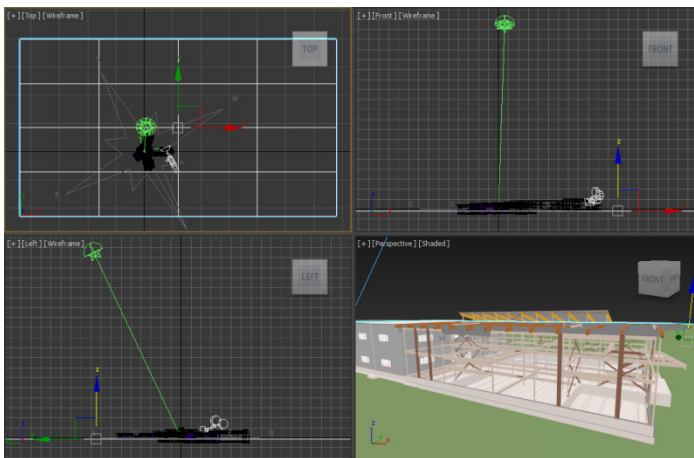 [+][Top][Wireframe]
TOP
W
[+][Front][Wireframe]
FRONT
z
[+][Left][Wireframe]
LEFT
z
[+][Perspective][Shaded]
FRONT
z